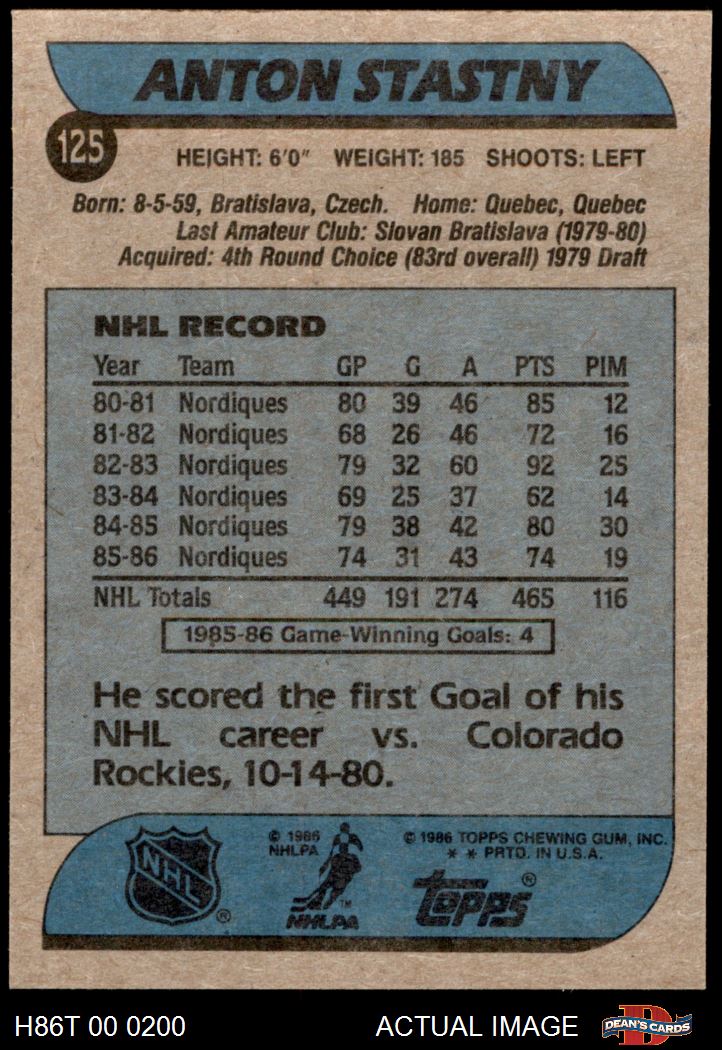 ANTON STASTNY
125
HEIGHT: 6'0" WEIGHT: 185 SHOOTS: LEFT
Born: 8-5-59, Bratislava, Czech. Home: Quebec, Quebec
Last Amateur Club: Slovan Bratislava (1979-80)
Acquired: 4th Round Choice (83rd overall) 1979 Draft
NHL RECORD
Year Team GP G A PTS PIM
80-81 Nordiques 80 39 46 85 12
81-82 Nordiques 68 26 46 72 16
82-83 Nordiques 79 32 60 92 25
83-84 Nordiques 69 25 37 62 14
84-85 Nordiques 79 38 42 80 30
85-86 Nordiques 74 31 43 74 19
NHL Totals 449 191 274 465 116
1985-86 Game-Winning Goals: 4
He scored the first Goal of his
NHL career vs. Colorado
Rockies, 10-14-80.
NHL ®
© 1986
NHLPA
TM
NHLPA
© 1986 TOPPS CHEWING GUM, INC.
* * PRTD. IN U.S.A.
Topps ®
H86T 00 0200 ACTUAL IMAGE
D
DEAN'S CARDS